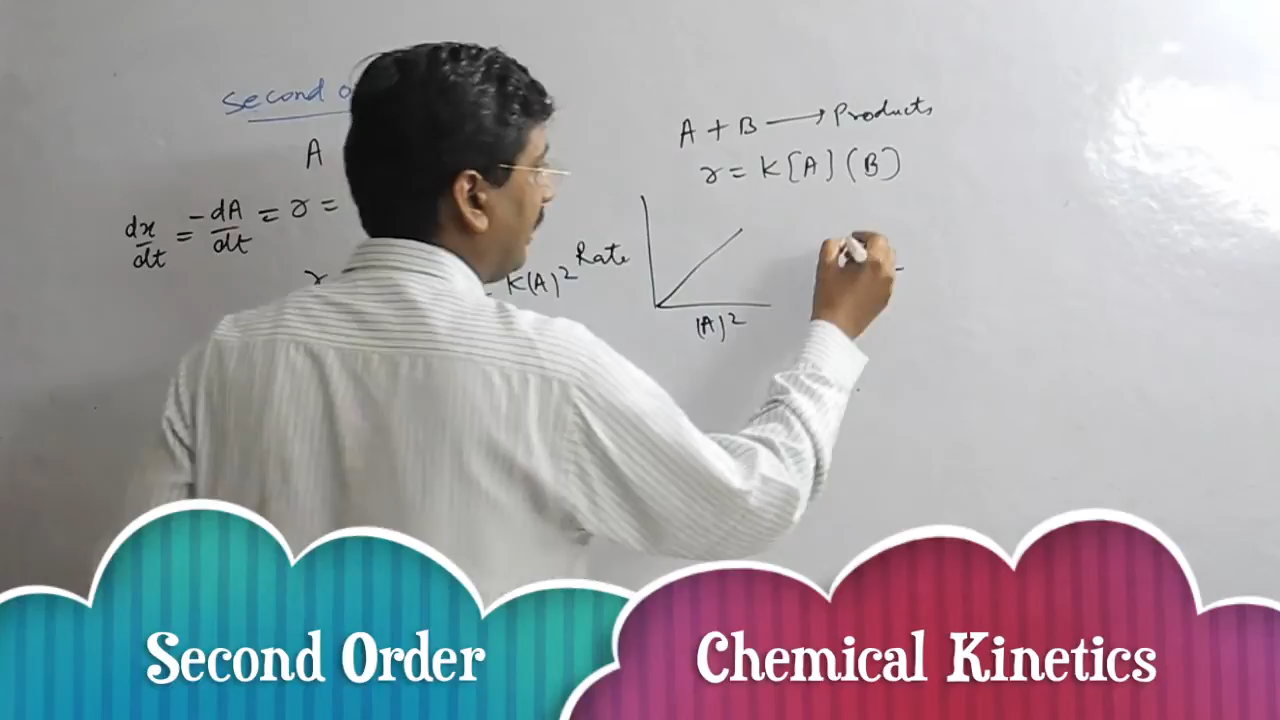 Second o
A
dx/dt = -dA/dt = r =
r
K(A)²
A + B → Products
r = K[A](B)
Rate
(A)²
Second Order
Chemical Kinetics